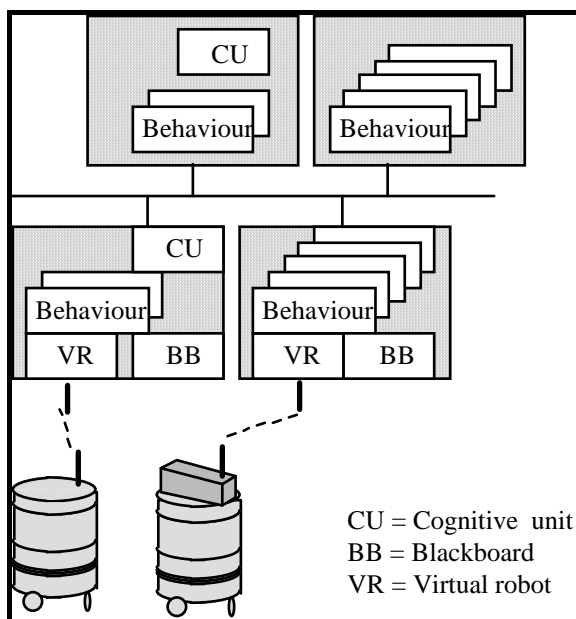 CU
Behaviour
Behaviour
CU
Behaviour
Behaviour
VR
BB
VR
BB
CU = Cognitive unit
BB = Blackboard
VR = Virtual robot